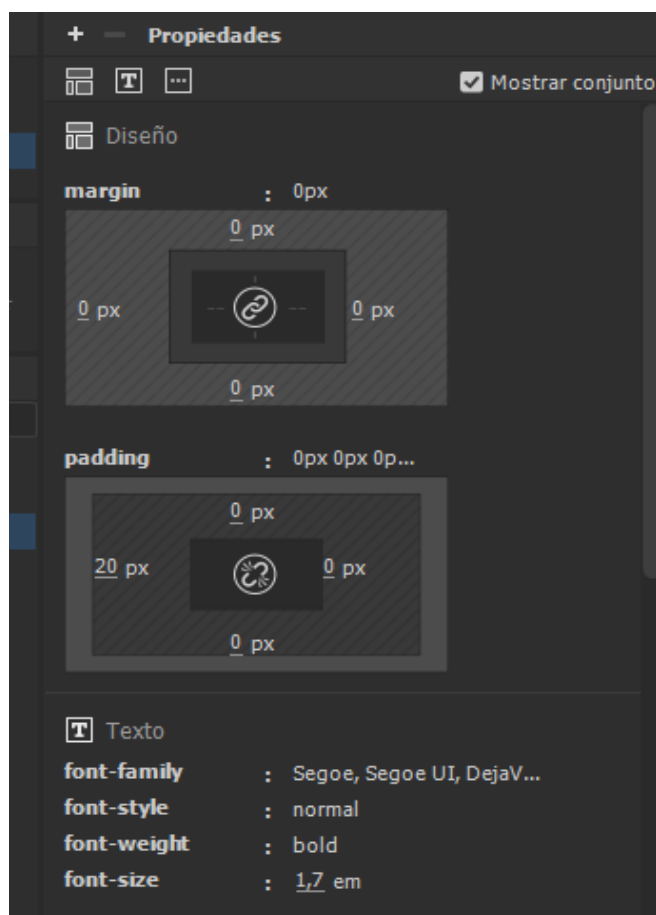 + − Propiedades
T Mostrar conjunto
Diseño
margin : 0px
0 px
0 px 0 px
0 px
padding : 0px 0px 0p...
0 px
20 px 0 px
0 px
T Texto
font-family : Segoe, Segoe UI, DejaV...
font-style : normal
font-weight : bold
font-size : 1,7 em